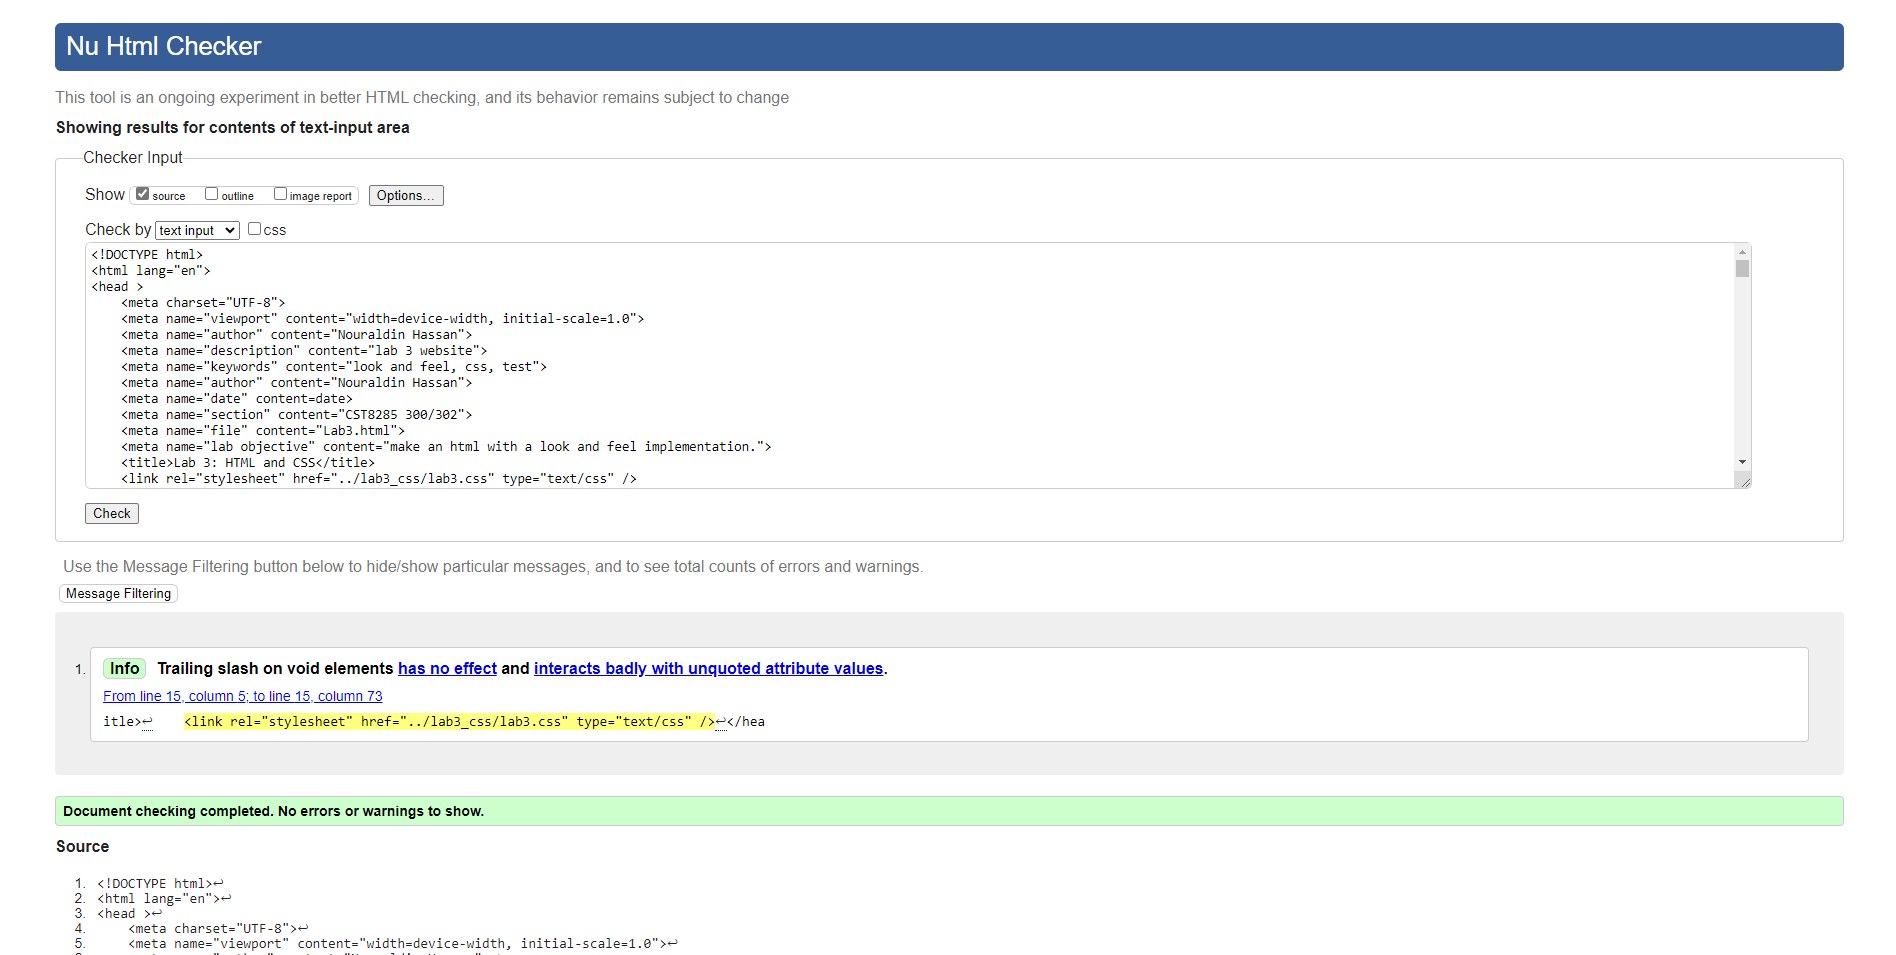 Nu Html Checker
This tool is an ongoing experiment in better HTML checking, and its behavior remains subject to change
Showing results for contents of text-input area
Checker Input
Show source outline image report Options...
Check by text input css
<!DOCTYPE html>
<html lang="en">
<head >
    <meta charset="UTF-8">
    <meta name="viewport" content="width=device-width, initial-scale=1.0">
    <meta name="author" content="Nouraldin Hassan">
    <meta name="description" content="lab 3 website">
    <meta name="keywords" content="look and feel, css, test">
    <meta name="author" content="Nouraldin Hassan">
    <meta name="date" content=date>
    <meta name="section" content="CST8285 300/302">
    <meta name="file" content="Lab3.html">
    <meta name="lab objective" content="make an html with a look and feel implementation.">
    <title>Lab 3: HTML and CSS</title>
    <link rel="stylesheet" href="../lab3_css/lab3.css" type="text/css" />
Check
Use the Message Filtering button below to hide/show particular messages, and to see total counts of errors and warnings.
Message Filtering
1. Info Trailing slash on void elements has no effect and interacts badly with unquoted attribute values.
From line 15, column 5; to line 15, column 73
itle>↩    <link rel="stylesheet" href="../lab3_css/lab3.css" type="text/css" />↩</hea
Document checking completed. No errors or warnings to show.
Source
1. <!DOCTYPE html>↩
2. <html lang="en">↩
3. <head >↩
4.     <meta charset="UTF-8">↩
5.     <meta name="viewport" content="width=device-width, initial-scale=1.0">↩